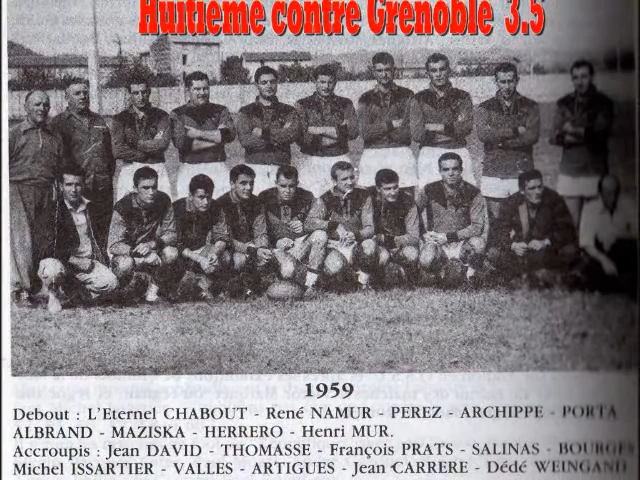 Huitième contre Grenoble 3.5
1959
Debout : L'Eternel CHABOUT - René NAMUR - PEREZ - ARCHIPPE - PORTA
ALBRAND - MAZISKA - HERRERO - Henri MUR.
Accroupis : Jean DAVID - THOMASSE - François PRATS - SALINAS - BOURGES
Michel ISSARTIER - VALLES - ARTIGUES - Jean CARRERE - Dédé WEINGAND